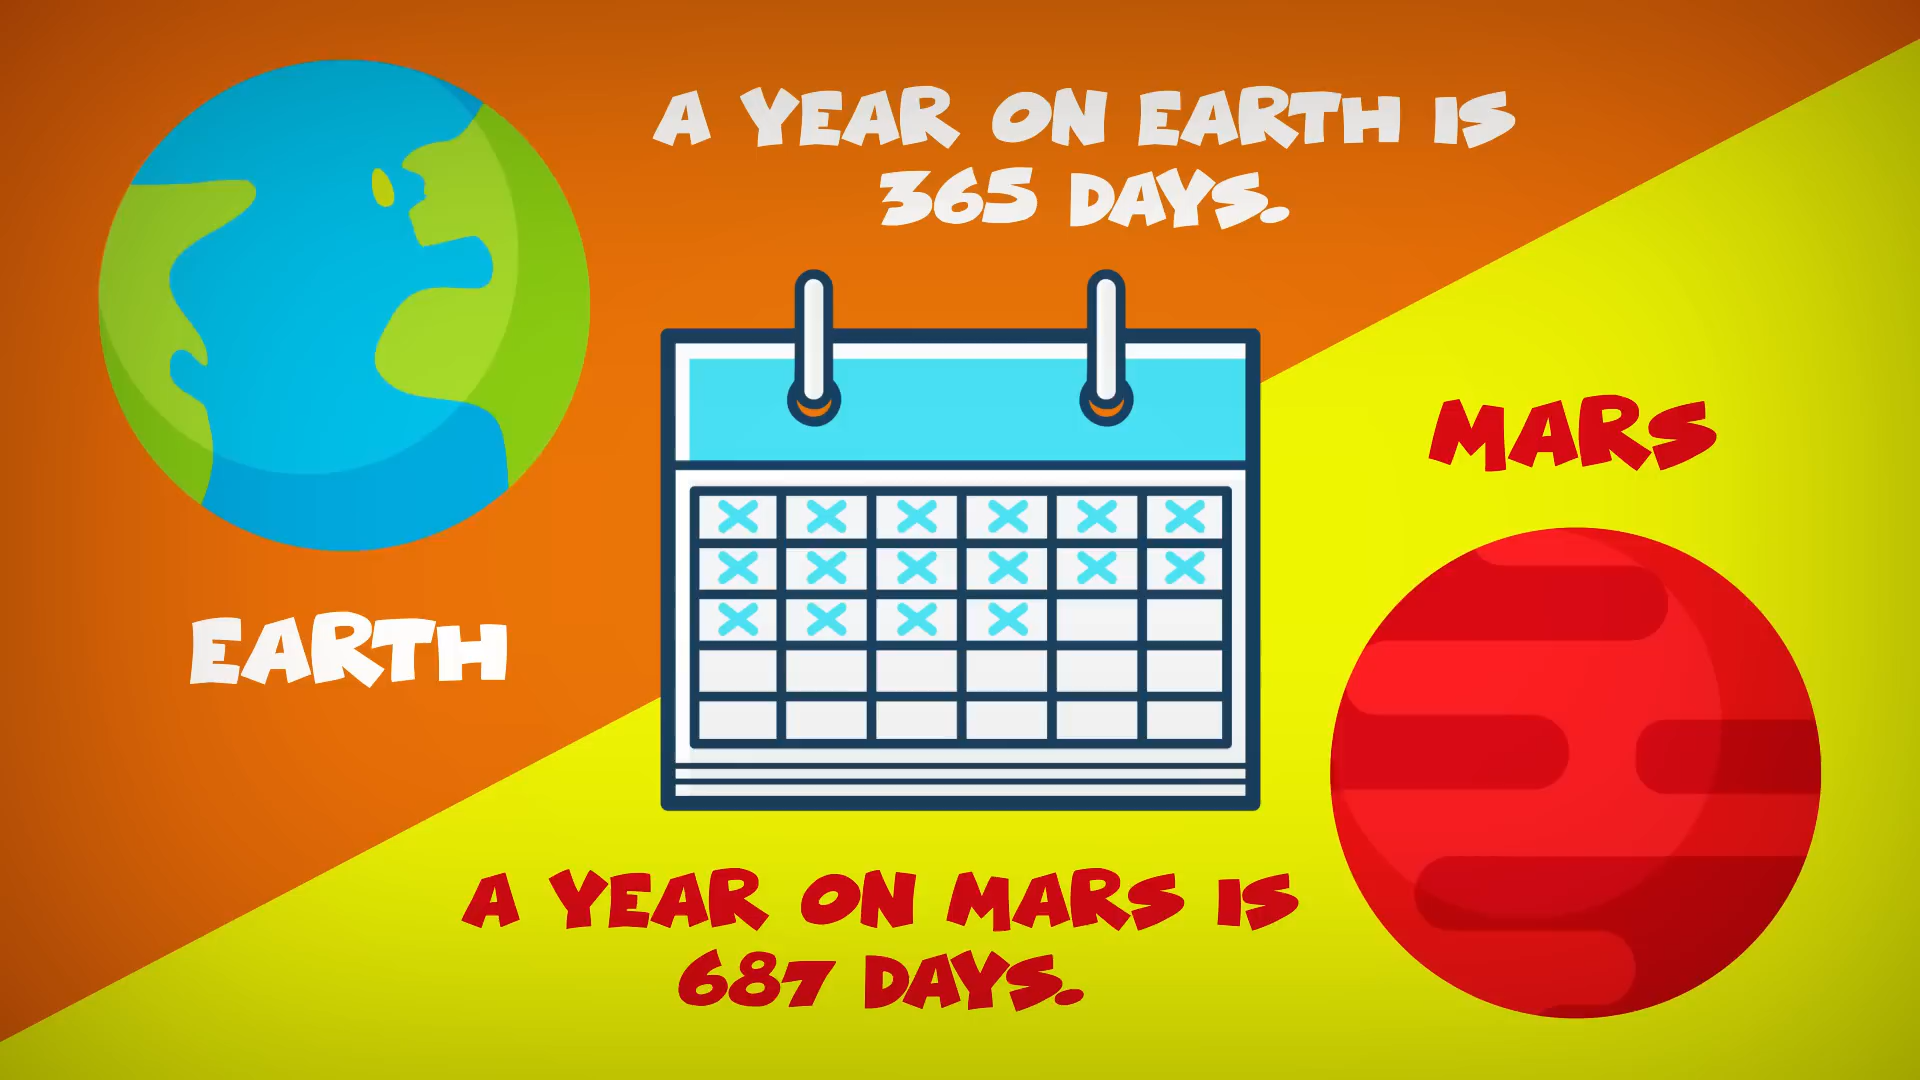 A YEAR ON EARTH IS
365 DAYS.
EARTH
MARS
A YEAR ON MARS IS
687 DAYS.